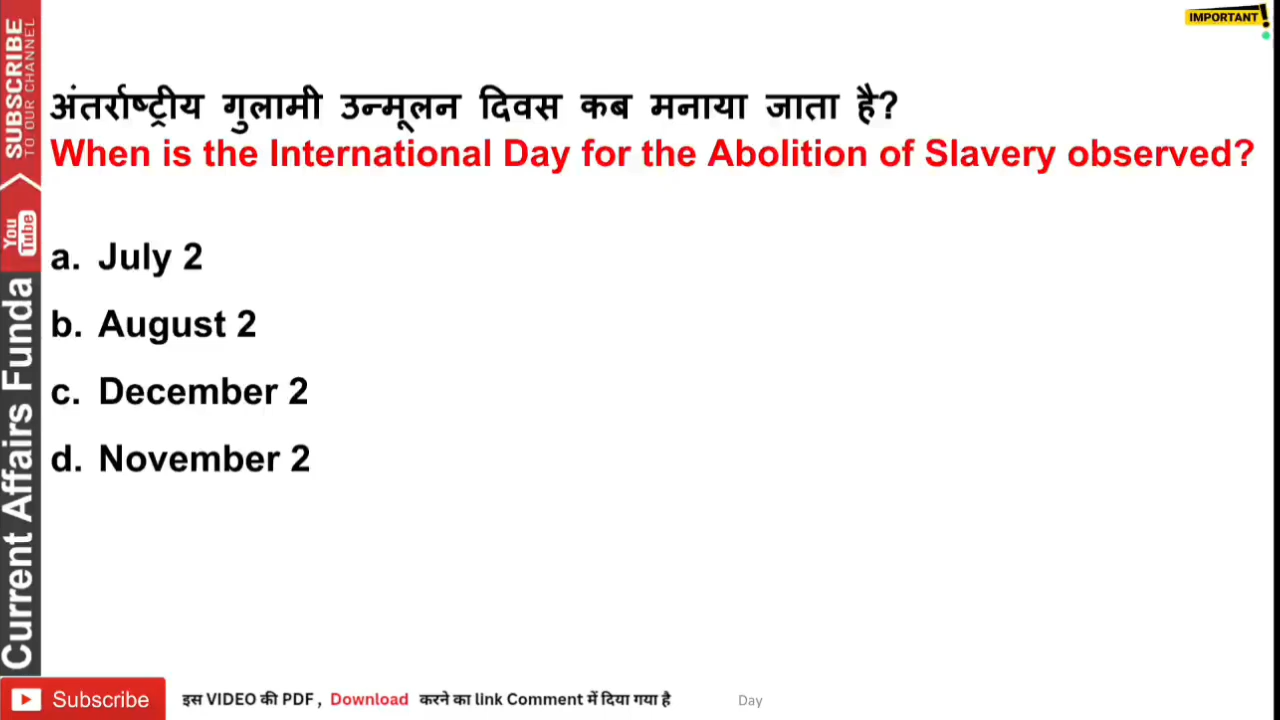 IMPORTANT!
अंतर्राष्ट्रीय गुलामी उन्मूलन दिवस कब मनाया जाता है?
When is the International Day for the Abolition of Slavery observed?
a. July 2
b. August 2
c. December 2
d. November 2
SUBSCRIBE
TO OUR CHANNEL
You
Tube
Current Affairs Funda
Subscribe
इस VIDEO की PDF , Download करने का link Comment में दिया गया है
Day